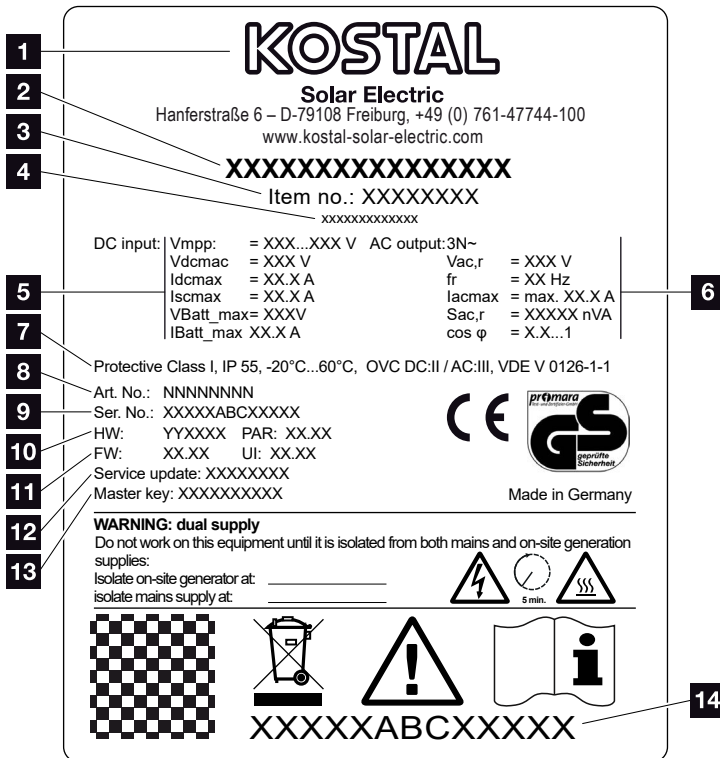 1
KOSTAL
Solar Electric
2
Hanferstraße 6 – D-79108 Freiburg, +49 (0) 761-47744-100
3
www.kostal-solar-electric.com
4
XXXXXXXXXXXXXXXX
Item no.: XXXXXXXX
xxxxxxxxxxxxx
DC input: Vmpp: = XXX...XXX V AC output: 3N~
Vdcmac = XXX V Vac,r = XXX V
5 Idcmax = XX.X A fr = XX Hz 6
Iscmax = XX.X A Iacmax = max. XX.X A
VBatt_max= XXXV Sac,r = XXXXX nVA
IBatt_max XX.X A cos φ = X.X...1
7
Protective Class I, IP 55, -20°C...60°C, OVC DC:II / AC:III, VDE V 0126-1-1
8
Art. No.: NNNNNNNN
9
Ser. No.: XXXXXABCXXXXX
10
HW: YYXXXX PAR: XX.XX
11
FW: XX.XX UI: XX.XX
12
Service update: XXXXXXXX
13
Master key: XXXXXXXXXX
CE
promara
GS
geprüfte
Sicherheit
Made in Germany
WARNING: dual supply
Do not work on this equipment until it is isolated from both mains and on-site generation
supplies:
Isolate on-site generator at:
isolate mains supply at:
5 min.
14
XXXXXABCXXXXX